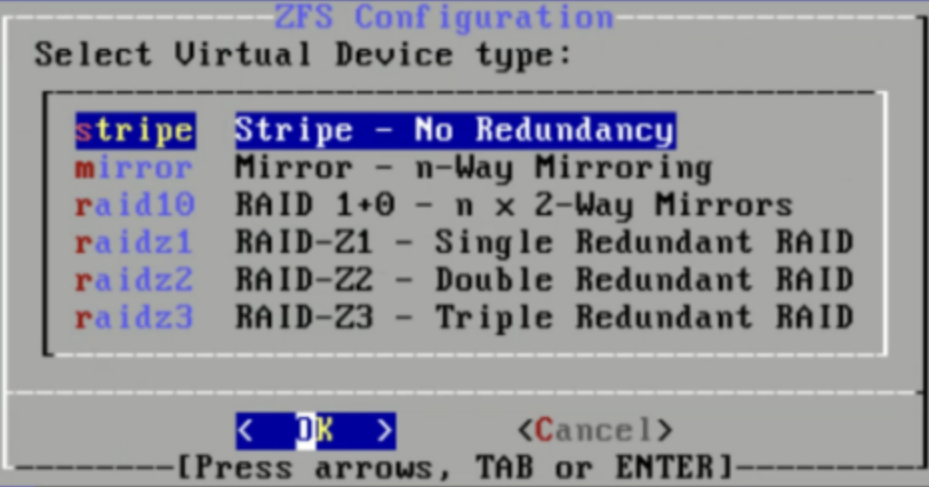 ZFS Configuration
Select Virtual Device type:
stripe Stripe - No Redundancy
mirror Mirror - n-Way Mirroring
raid10 RAID 1+0 - n x 2-Way Mirrors
raidz1 RAID-Z1 - Single Redundant RAID
raidz2 RAID-Z2 - Double Redundant RAID
raidz3 RAID-Z3 - Triple Redundant RAID
< OK > <Cancel>
[Press arrows, TAB or ENTER]